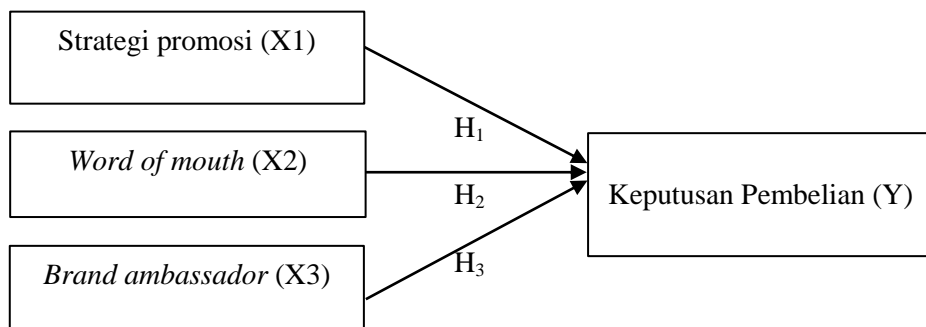 Strategi promosi (X1)
H1
Word of mouth (X2)
H2
Keputusan Pembelian (Y)
Brand ambassador (X3)
H3